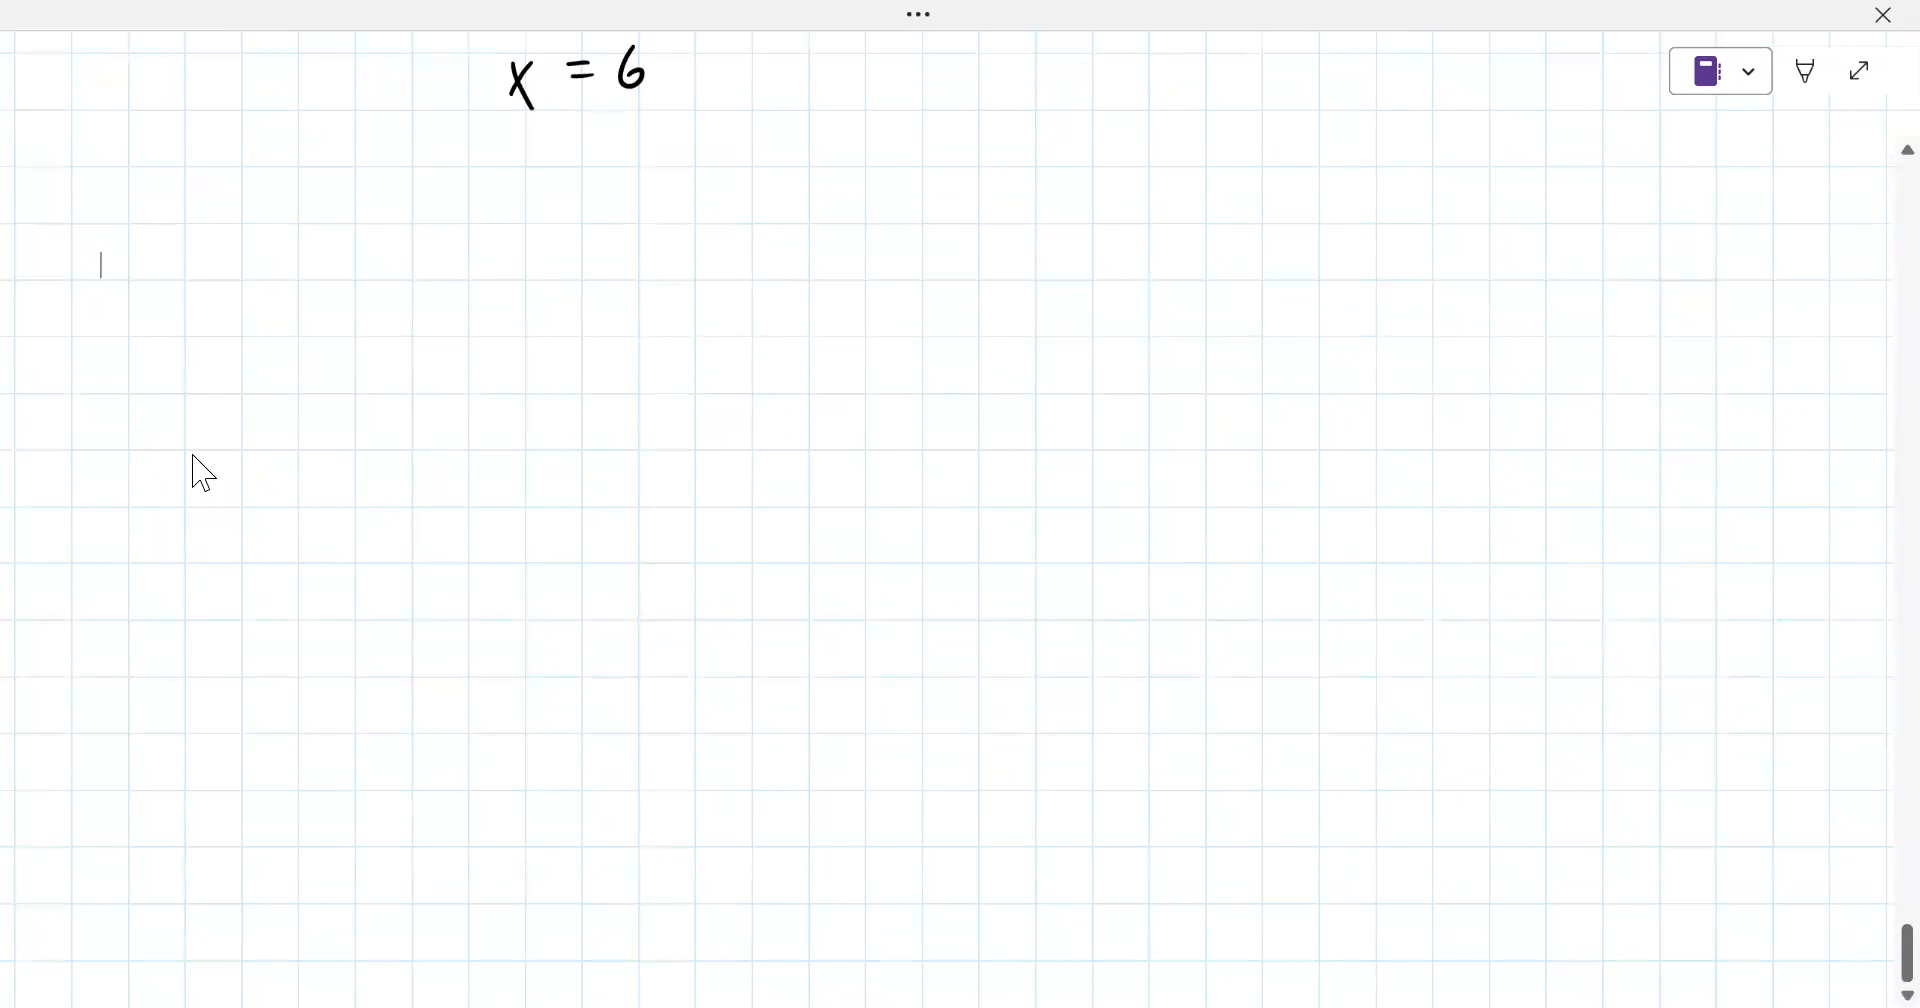 x = 6